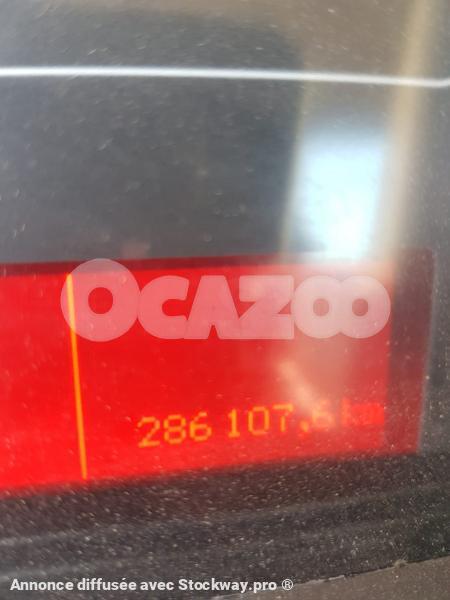 OCAZOO
286 107,6 km
Annonce diffusée avec Stockway.pro ®